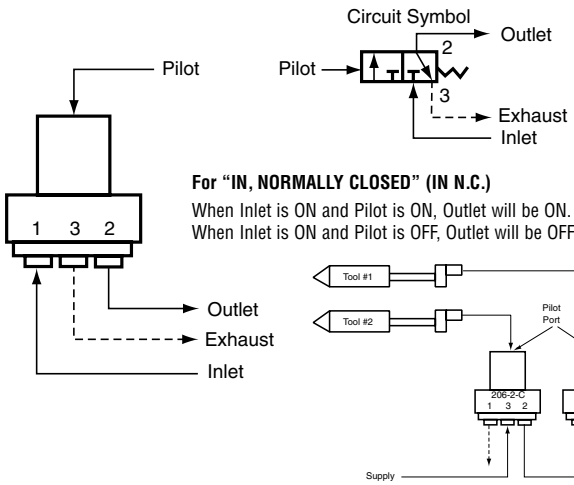 Circuit Symbol
2
Outlet
Pilot
Pilot
3
Exhaust
Inlet
For “IN, NORMALLY CLOSED” (IN N.C.)
1 3 2
When Inlet is ON and Pilot is ON, Outlet will be ON.
When Inlet is ON and Pilot is OFF, Outlet will be OFF
Tool #1
Outlet
Exhaust
Inlet
Tool #2
Pilot
Port
206-2-C
1 3 2
Supply